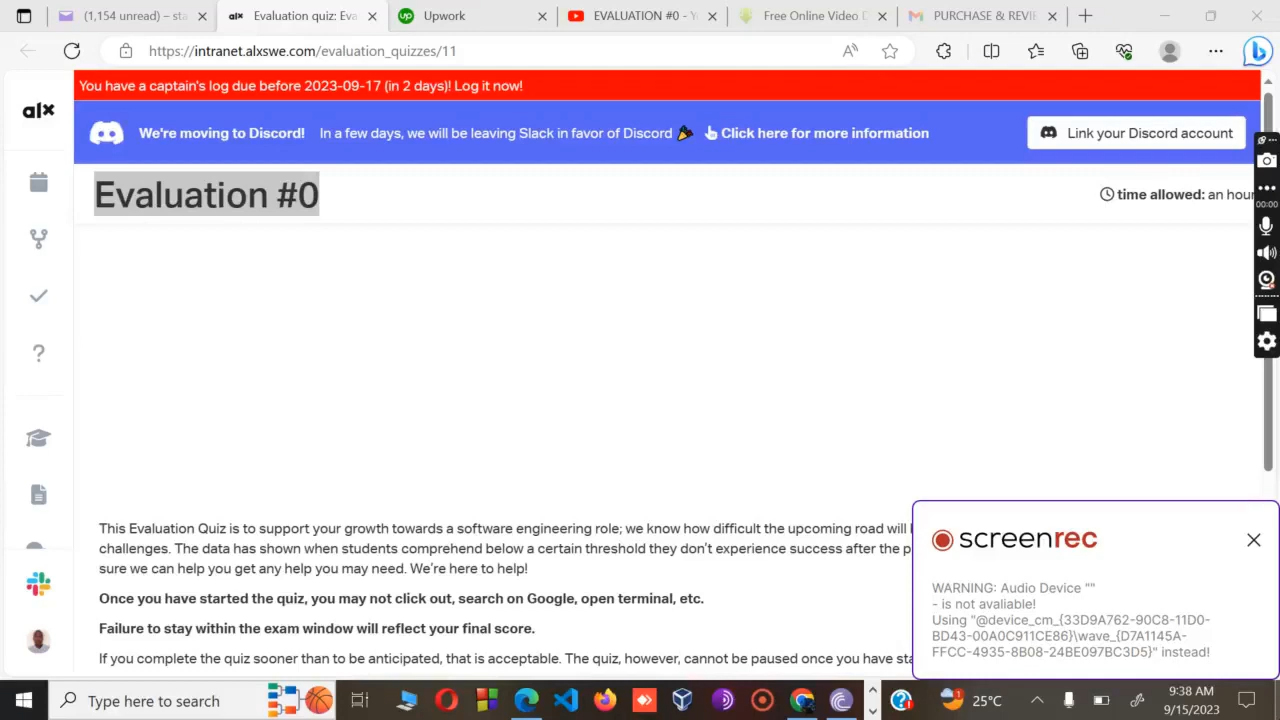 (1,154 unread) – sta
Evaluation quiz: Eva
Upwork
EVALUATION #0 - Y
Free Online Video D
PURCHASE & REVIE
https://intranet.alxswe.com/evaluation_quizzes/11
You have a captain's log due before 2023-09-17 (in 2 days)! Log it now!
alx
We're moving to Discord! In a few days, we will be leaving Slack in favor of Discord Click here for more information
Link your Discord account
Evaluation #0
time allowed: an hour
00:00
This Evaluation Quiz is to support your growth towards a software engineering role; we know how difficult the upcoming road will
challenges. The data has shown when students comprehend below a certain threshold they don't experience success after the p
sure we can help you get any help you may need. We're here to help!
Once you have started the quiz, you may not click out, search on Google, open terminal, etc.
Failure to stay within the exam window will reflect your final score.
If you complete the quiz sooner than to be anticipated, that is acceptable. The quiz, however, cannot be paused once you have sta
screenrec
WARNING: Audio Device ""
- is not avaliable!
Using "@device_cm_{33D9A762-90C8-11D0-
BD43-00A0C911CE86}\wave_{D7A1145A-
FFCC-4935-8B08-24BE097BC3D5}" instead!
Type here to search
25°C
9:38 AM
9/15/2023